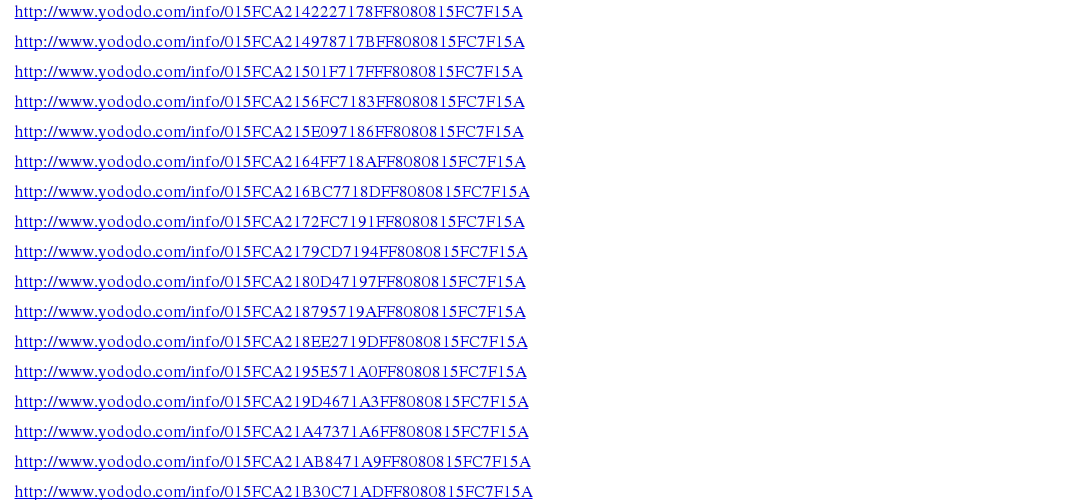 http://www.yododo.com/info/015FCA2142227178FF8080815FC7F15A
http://www.yododo.com/info/015FCA214978717BFF8080815FC7F15A
http://www.yododo.com/info/015FCA21501F717FFF8080815FC7F15A
http://www.yododo.com/info/015FCA2156FC7183FF8080815FC7F15A
http://www.yododo.com/info/015FCA215E097186FF8080815FC7F15A
http://www.yododo.com/info/015FCA2164FF718AFF8080815FC7F15A
http://www.yododo.com/info/015FCA216BC7718DFF8080815FC7F15A
http://www.yododo.com/info/015FCA2172FC7191FF8080815FC7F15A
http://www.yododo.com/info/015FCA2179CD7194FF8080815FC7F15A
http://www.yododo.com/info/015FCA2180D47197FF8080815FC7F15A
http://www.yododo.com/info/015FCA218795719AFF8080815FC7F15A
http://www.yododo.com/info/015FCA218EE2719DFF8080815FC7F15A
http://www.yododo.com/info/015FCA2195E571A0FF8080815FC7F15A
http://www.yododo.com/info/015FCA219D4671A3FF8080815FC7F15A
http://www.yododo.com/info/015FCA21A47371A6FF8080815FC7F15A
http://www.yododo.com/info/015FCA21AB8471A9FF8080815FC7F15A
http://www.yododo.com/info/015FCA21B30C71ADFF8080815FC7F15A